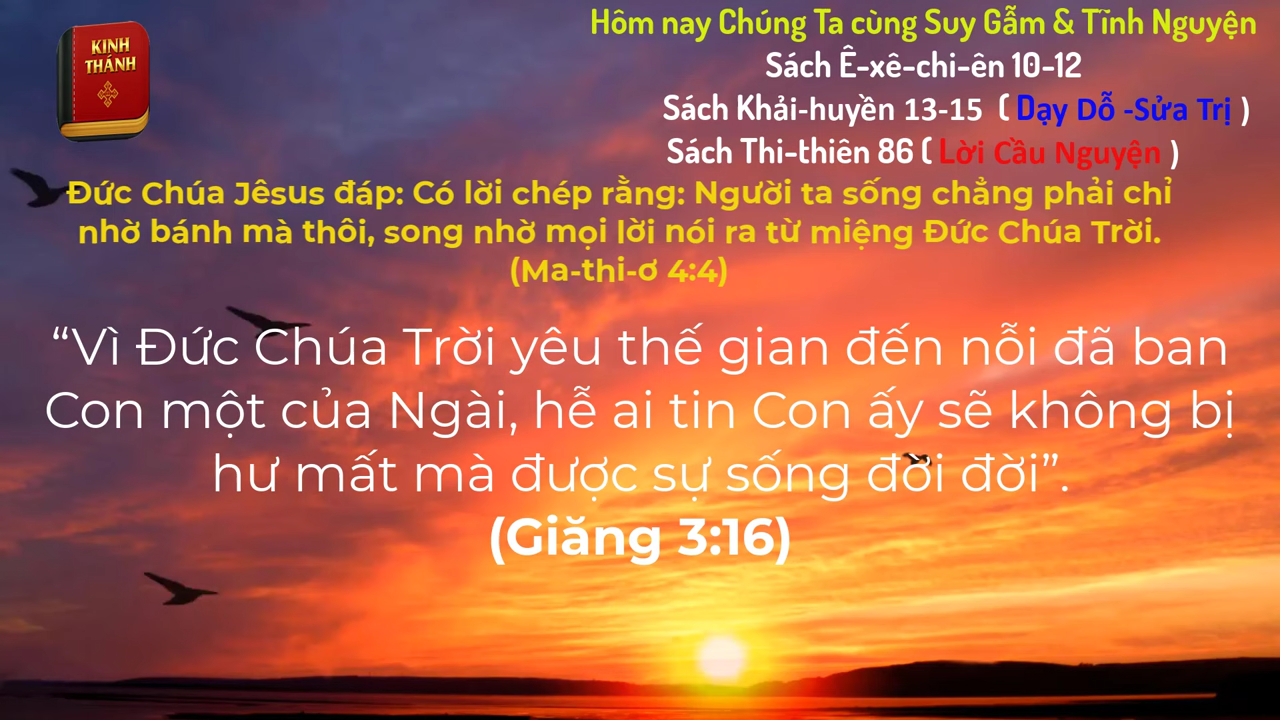 KINH
THÁNH
Hôm nay Chúng Ta cùng Suy Gẫm & Tĩnh Nguyện
Sách Ê-xê-chi-ên 10-12
Sách Khải-huyền 13-15 ( Dạy Dỗ -Sửa Trị )
Sách Thi-thiên 86 ( Lời Cầu Nguyện )
Đức Chúa Jêsus đáp: Có lời chép rằng: Người ta sống chẳng phải chỉ
nhờ bánh mà thôi, song nhờ mọi lời nói ra từ miệng Đức Chúa Trời.
(Ma-thi-ơ 4:4)
“Vì Đức Chúa Trời yêu thế gian đến nỗi đã ban
Con một của Ngài, hễ ai tin Con ấy sẽ không bị
hư mất mà được sự sống đời đời”.
(Giăng 3:16)